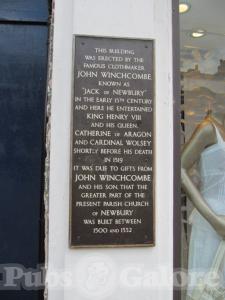 THIS BUILDING
WAS ERECTED BY THE
FAMOUS CLOTHMAKER
JOHN WINCHCOMBE
KNOWN AS
"JACK OF NEWBURY"
IN THE EARLY 15TH CENTURY
AND HERE HE ENTERTAINED
KING HENRY VIII
AND HIS QUEEN,
CATHERINE OF ARAGON
AND CARDINAL WOLSEY
SHORTLY BEFORE HIS DEATH
IN 1519
IT WAS DUE TO GIFTS FROM
JOHN WINCHCOMBE
AND HIS SON, THAT THE
GREATER PART OF THE
PRESENT PARISH CHURCH
OF NEWBURY
WAS BUILT BETWEEN
1500 AND 1532
Pubs Galore